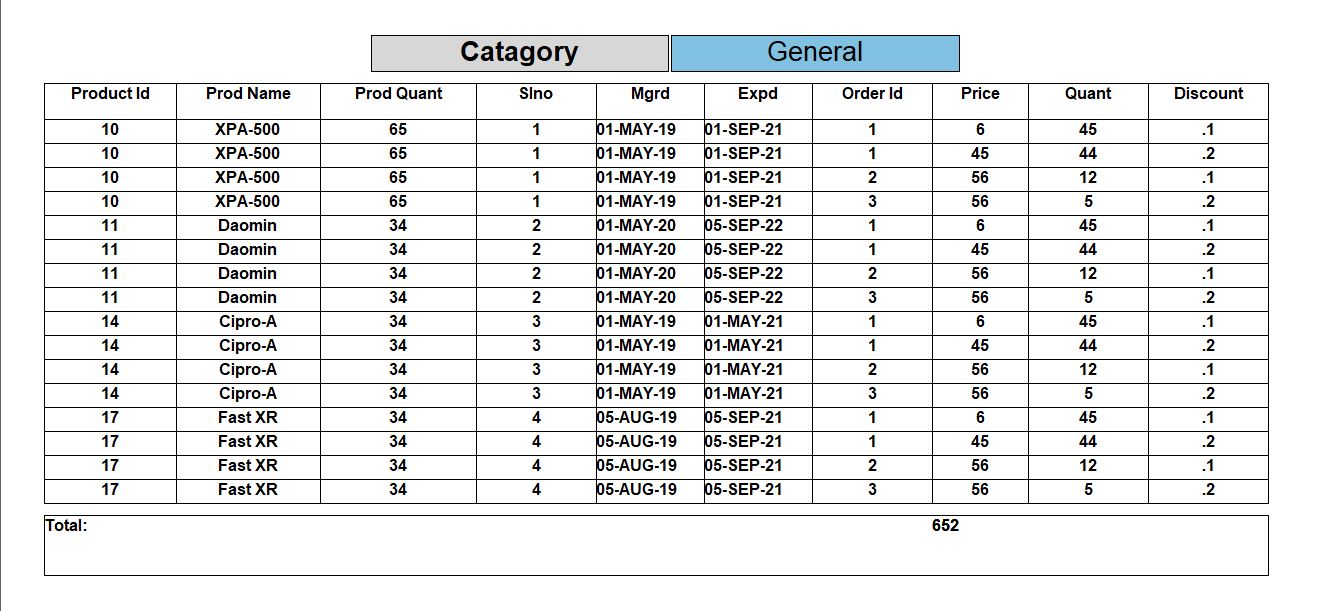 Catagory General
Product Id Prod Name Prod Quant Slno Mgrd Expd Order Id Price Quant Discount
10 XPA-500 65 1 01-MAY-19 01-SEP-21 1 6 45 .1
10 XPA-500 65 1 01-MAY-19 01-SEP-21 1 45 44 .2
10 XPA-500 65 1 01-MAY-19 01-SEP-21 2 56 12 .1
10 XPA-500 65 1 01-MAY-19 01-SEP-21 3 56 5 .2
11 Daomin 34 2 01-MAY-20 05-SEP-22 1 6 45 .1
11 Daomin 34 2 01-MAY-20 05-SEP-22 1 45 44 .2
11 Daomin 34 2 01-MAY-20 05-SEP-22 2 56 12 .1
11 Daomin 34 2 01-MAY-20 05-SEP-22 3 56 5 .2
14 Cipro-A 34 3 01-MAY-19 01-MAY-21 1 6 45 .1
14 Cipro-A 34 3 01-MAY-19 01-MAY-21 1 45 44 .2
14 Cipro-A 34 3 01-MAY-19 01-MAY-21 2 56 12 .1
14 Cipro-A 34 3 01-MAY-19 01-MAY-21 3 56 5 .2
17 Fast XR 34 4 05-AUG-19 05-SEP-21 1 6 45 .1
17 Fast XR 34 4 05-AUG-19 05-SEP-21 1 45 44 .2
17 Fast XR 34 4 05-AUG-19 05-SEP-21 2 56 12 .1
17 Fast XR 34 4 05-AUG-19 05-SEP-21 3 56 5 .2
Total: 652